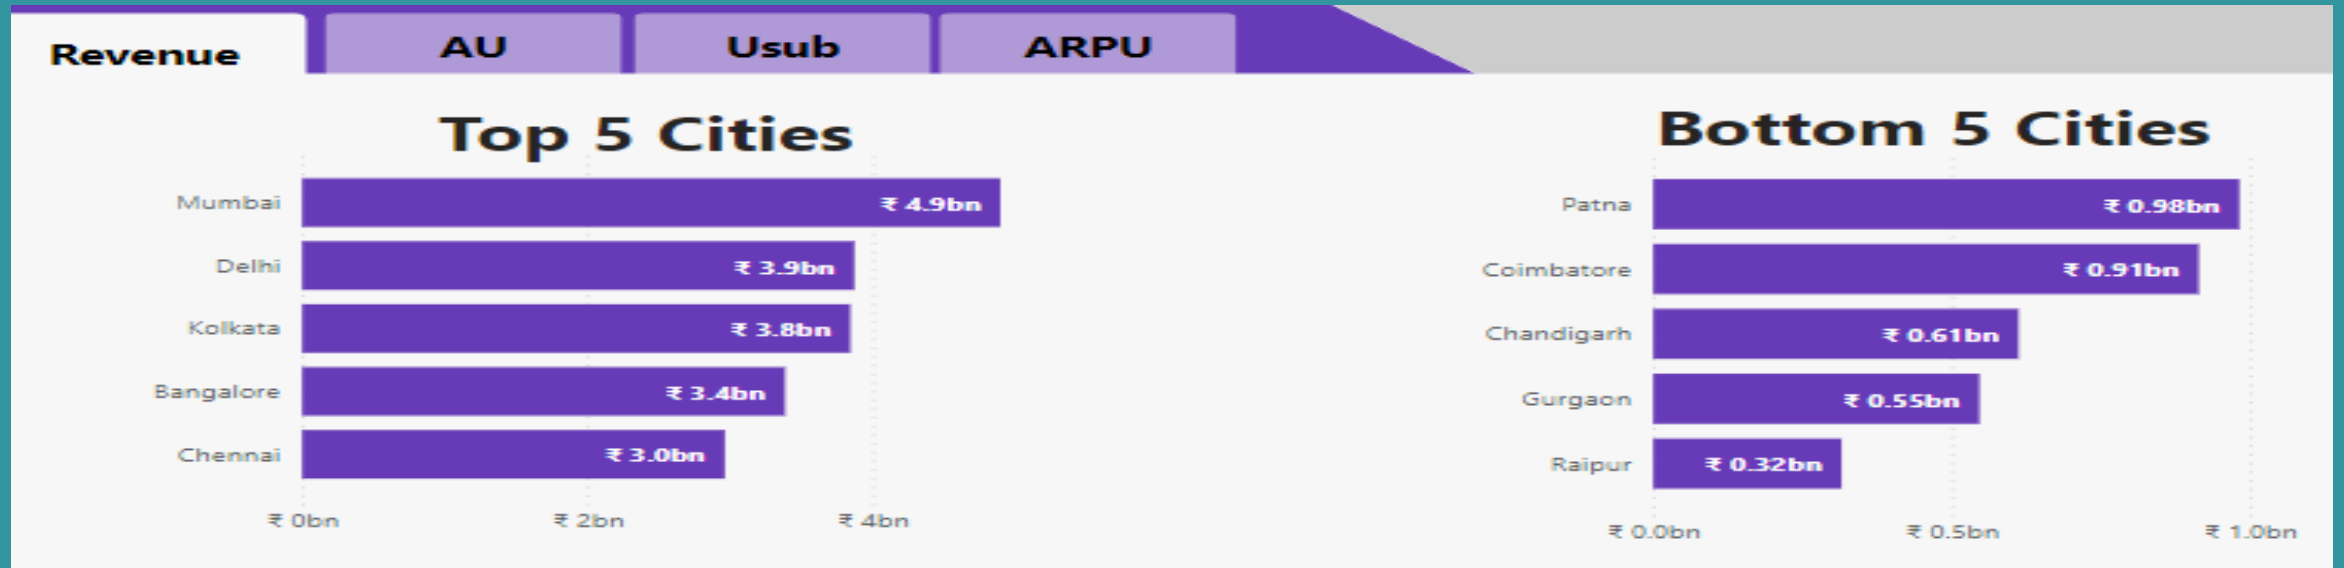 Revenue AU Usub ARPU
Top 5 Cities
Mumbai ₹ 4.9bn
Delhi ₹ 3.9bn
Kolkata ₹ 3.8bn
Bangalore ₹ 3.4bn
Chennai ₹ 3.0bn
₹ 0bn ₹ 2bn ₹ 4bn
Bottom 5 Cities
Patna ₹ 0.98bn
Coimbatore ₹ 0.91bn
Chandigarh ₹ 0.61bn
Gurgaon ₹ 0.55bn
Raipur ₹ 0.32bn
₹ 0.0bn ₹ 0.5bn ₹ 1.0bn